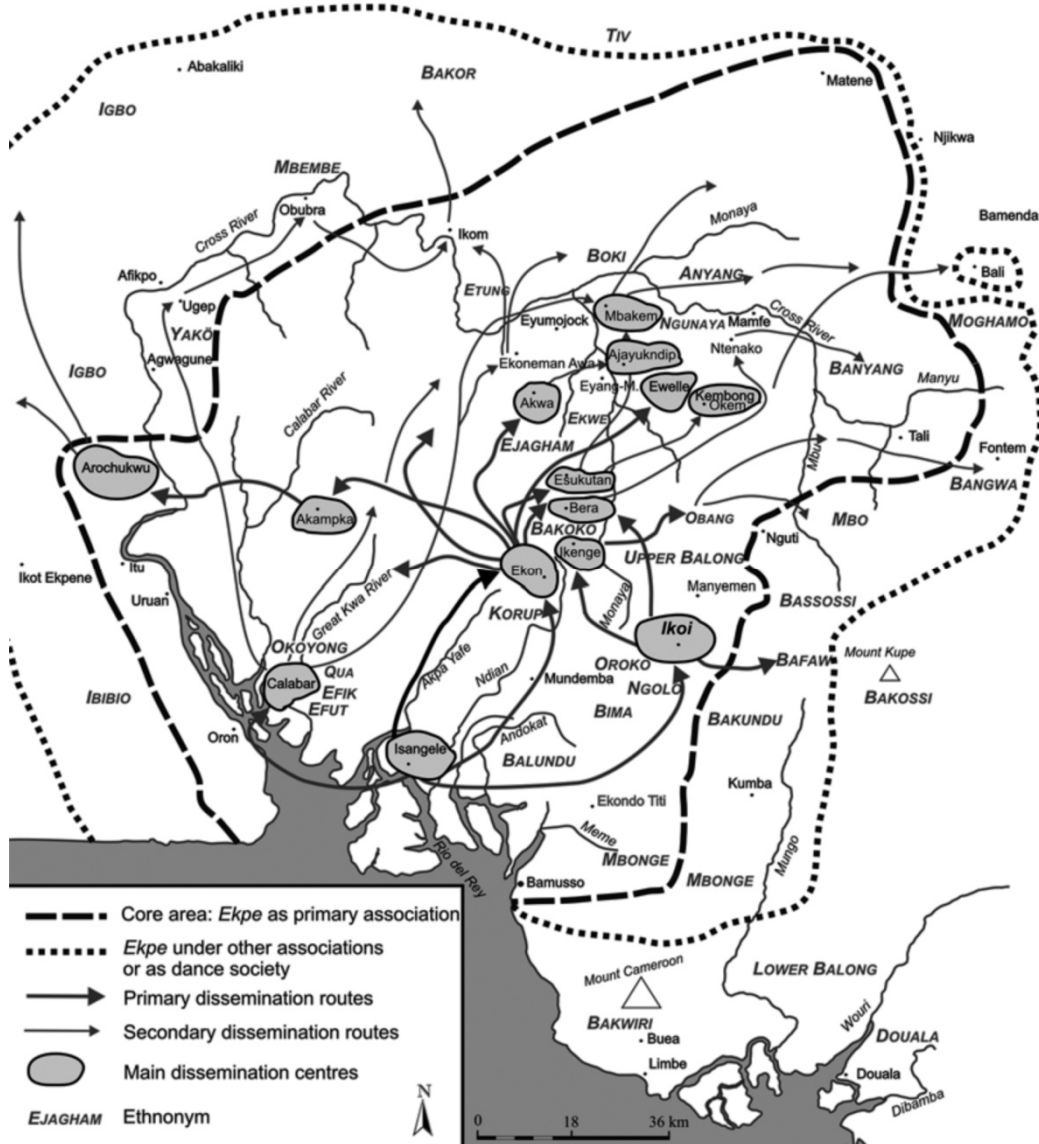 TIV
Abakaliki
BAKOR
Matene
IGBO
Njikwa
MBEMBE
Obubra
Cross River
Ikom
Monaya
Bamenda
BOKI
Afikpo
ANYANG
Bali
ETUNG
Ugep
Mbakem
YAKÖ
Eyumojock
NGUNAYA
Mamfe
Cross River
MOGHAMO
Agwagune
Ntenako
Ajayukndip
IGBO
Ekoneman Awa
BANYANG
Eyang-M.
Ewelle
Manyu
Kembong
Okem
Akwa
Calabar River
EKWE
EJAGHAM
Tali
Mbu
Fontem
Arochukwu
Esukutan
BANGWA
Akampka
Bera
OBANG
MBO
BAKOKO
Nguti
Ikenge
UPPER BALONG
Ikot Ekpene
Itu
Ekon
Uruan
Manyemen
BASSOSSI
Great Kwa River
KORUP
Monaya
Ikoi
OKOYONG
Akpa Yafe
OROKO
BAFAW
Mount Kupe
QUA
Ndian
Mundemba
NGOLO
BAKOSSI
Calabar
EFIK
IBIBIO
EFUT
BIMA
BAKUNDU
Oron
Andokat
Isangele
BALUNDU
Kumba
Ekondo Titi
Meme
Mungo
Rio del Rey
MBONGE
MBONGE
Bamusso
Core area: Ekpe as primary association
Ekpe under other associations
or as dance society
Primary dissemination routes
Secondary dissemination routes
Main dissemination centres
EJAGHAM Ethnonym
N
0 18 36 km
Mount Cameroon
LOWER BALONG
BAKWIRI
Wouri
Buea
DOUALA
Limbe
Douala
Dibamba